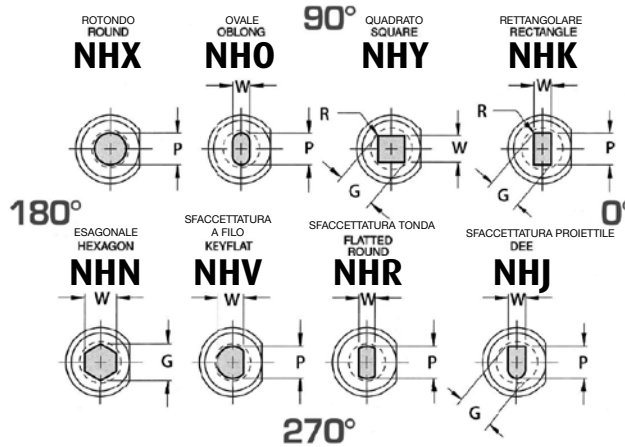 90°
ROTONDO
ROUND
NHX
P
OVALE
OBLONG
NHO
W
P
QUADRATO
SQUARE
NHY
R
W
G
RETTANGOLARE
RECTANGLE
NHK
W
R
P
G
180°
0°
ESAGONALE
HEXAGON
NHN
W
G
SFACCETTATURA
A FILO
KEYFLAT
NHV
W
P
SFACCETTATURA TONDA
FLATTED
ROUND
NHR
W
P
SFACCETTATURA PROIETTILE
DEE
NHJ
W
P
G
270°